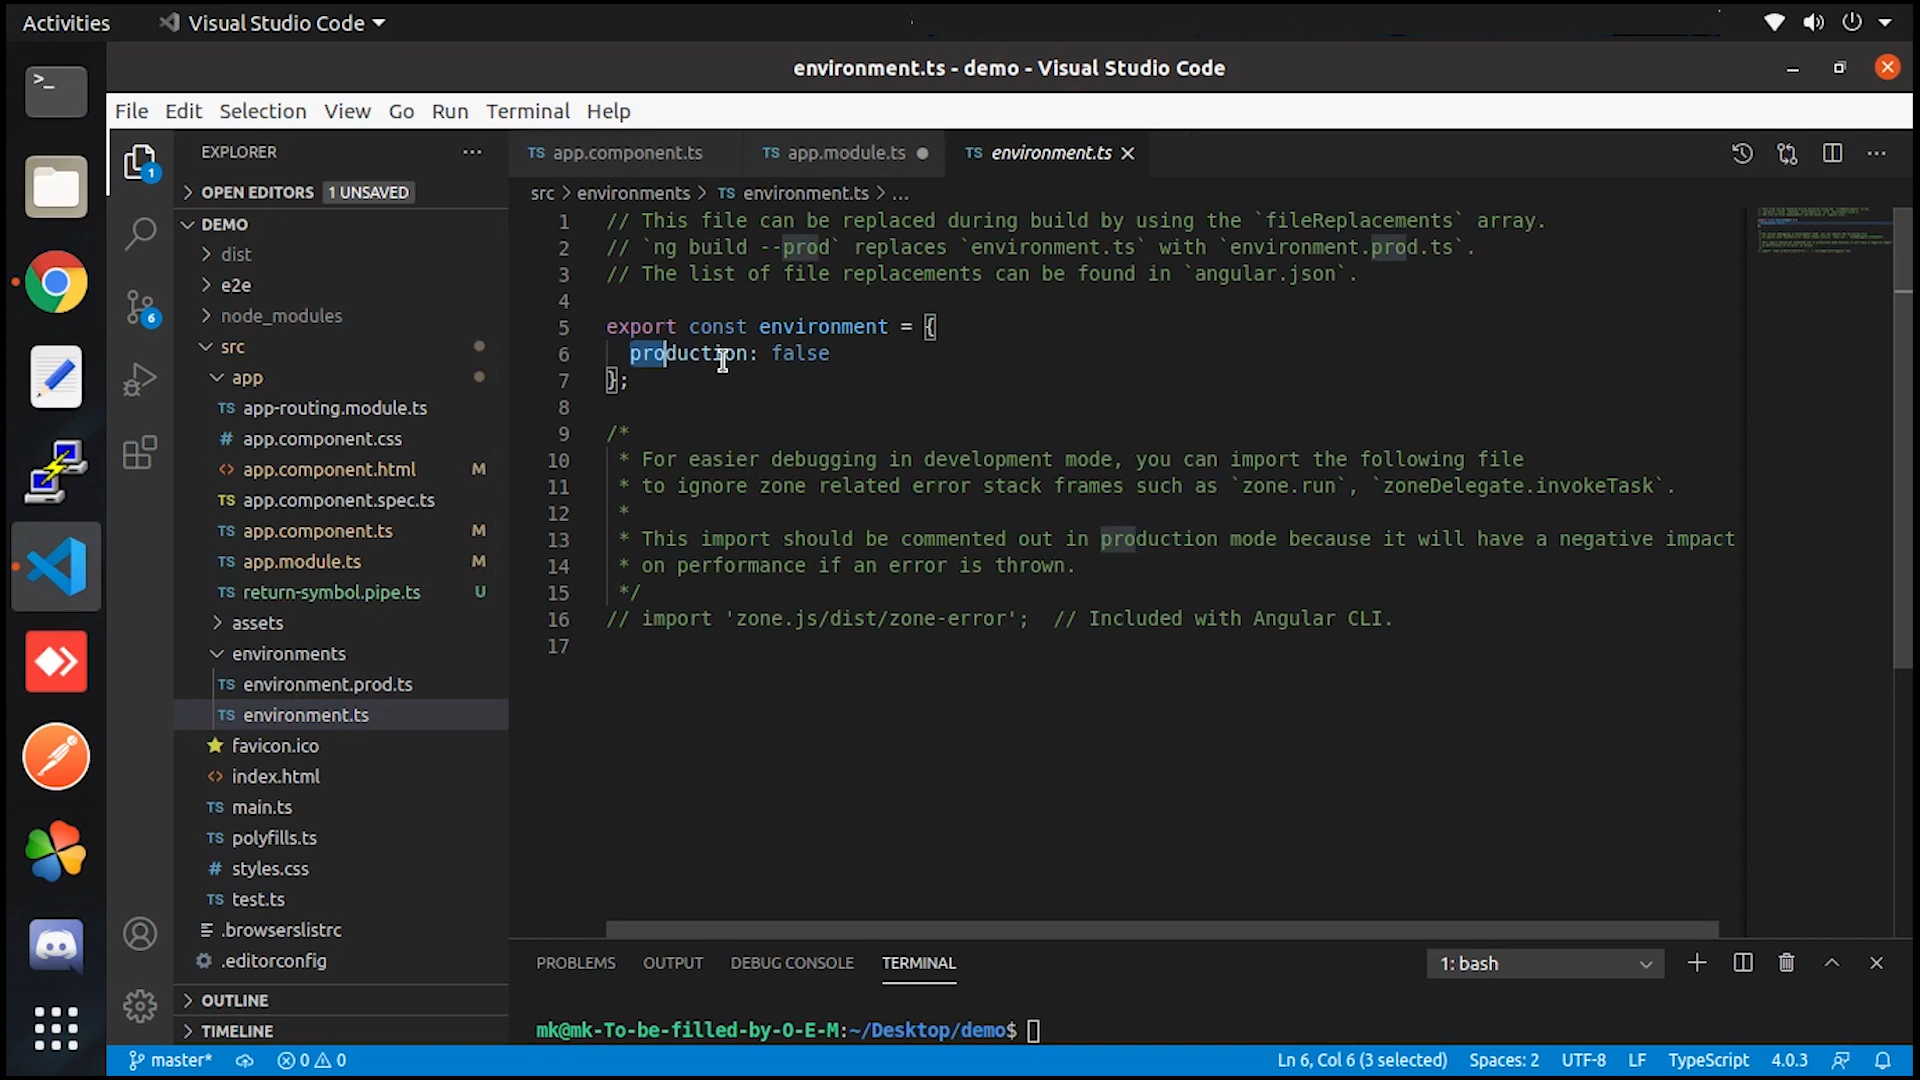 Activities
Visual Studio Code
environment.ts - demo - Visual Studio Code
File Edit Selection View Go Run Terminal Help
EXPLORER
OPEN EDITORS 1 UNSAVED
DEMO
dist
e2e
node_modules
src
app
TS app-routing.module.ts
# app.component.css
<> app.component.html M
TS app.component.spec.ts
TS app.component.ts M
TS app.module.ts M
TS return-symbol.pipe.ts U
assets
environments
TS environment.prod.ts
TS environment.ts
favicon.ico
<> index.html
TS main.ts
TS polyfills.ts
# styles.css
TS test.ts
.browserslistrc
.editorconfig
OUTLINE
TIMELINE
1
6
TS app.component.ts
TS app.module.ts
TS environment.ts
src > environments > TS environment.ts > ...
1 // This file can be replaced during build by using the `fileReplacements` array.
2 // `ng build --prod` replaces `environment.ts` with `environment.prod.ts`.
3 // The list of file replacements can be found in `angular.json`.
4
5 export const environment = {
6 production: false
7 };
8
9 /*
10 * For easier debugging in development mode, you can import the following file
11 * to ignore zone related error stack frames such as `zone.run`, `zoneDelegate.invokeTask`.
12 *
13 * This import should be commented out in production mode because it will have a negative impact
14 * on performance if an error is thrown.
15 */
16 // import 'zone.js/dist/zone-error';  // Included with Angular CLI.
17
PROBLEMS OUTPUT DEBUG CONSOLE TERMINAL
1: bash
mk@mk-To-be-filled-by-O-E-M:~/Desktop/demo$
master* 0 0
Ln 6, Col 6 (3 selected) Spaces: 2 UTF-8 LF TypeScript 4.0.3